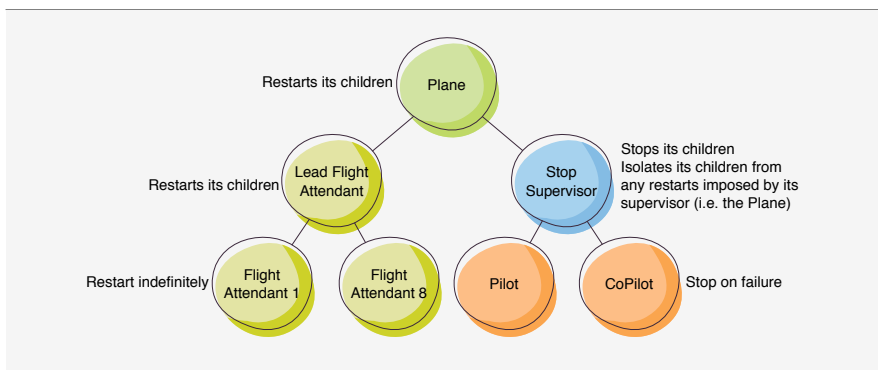 Restarts its children
Plane
Restarts its children
Lead Flight
Attendant
Stop
Supervisor
Stops its children
Isolates its children from
any restarts imposed by its
supervisor (i.e. the Plane)
Restart indefinitely
Flight
Attendant 1
Flight
Attendant 8
Pilot
CoPilot
Stop on failure